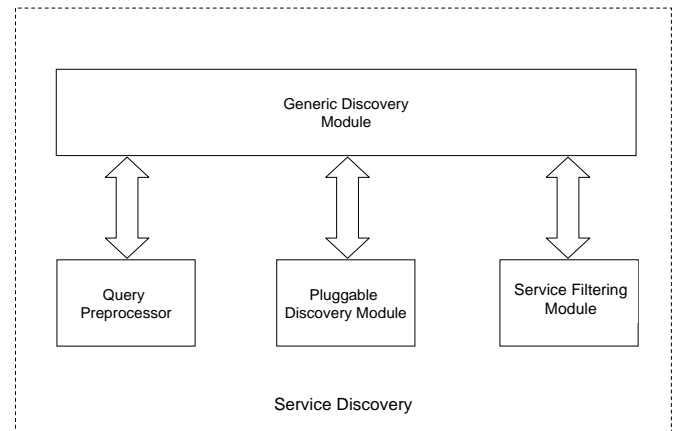 Generic Discovery
Module
Query
Preprocessor
Pluggable
Discovery Module
Service Filtering
Module
Service Discovery